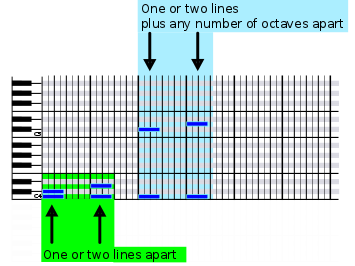 One or two lines
plus any number of octaves apart
C5
C4
One or two lines apart